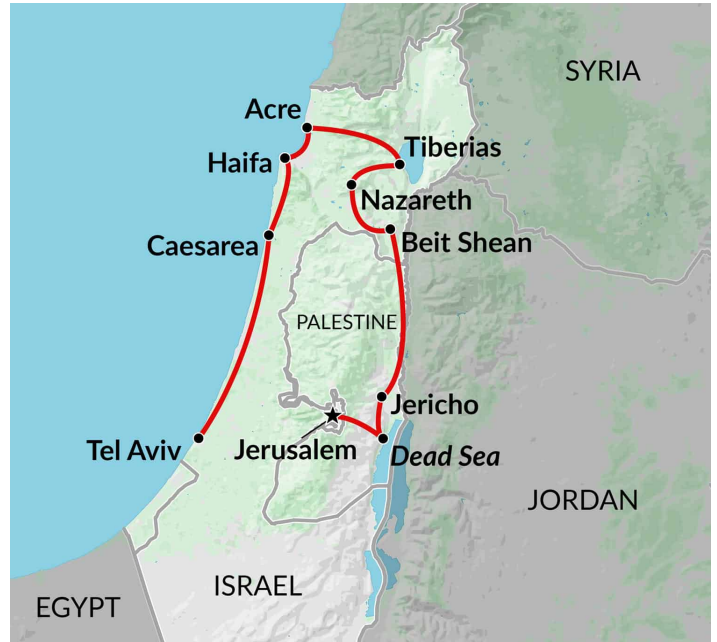 SYRIA
Acre
Tiberias
Haifa
Nazareth
Caesarea
Beit Shean
PALESTINE
Jericho
Tel Aviv
Jerusalem
Dead Sea
JORDAN
ISRAEL
EGYPT